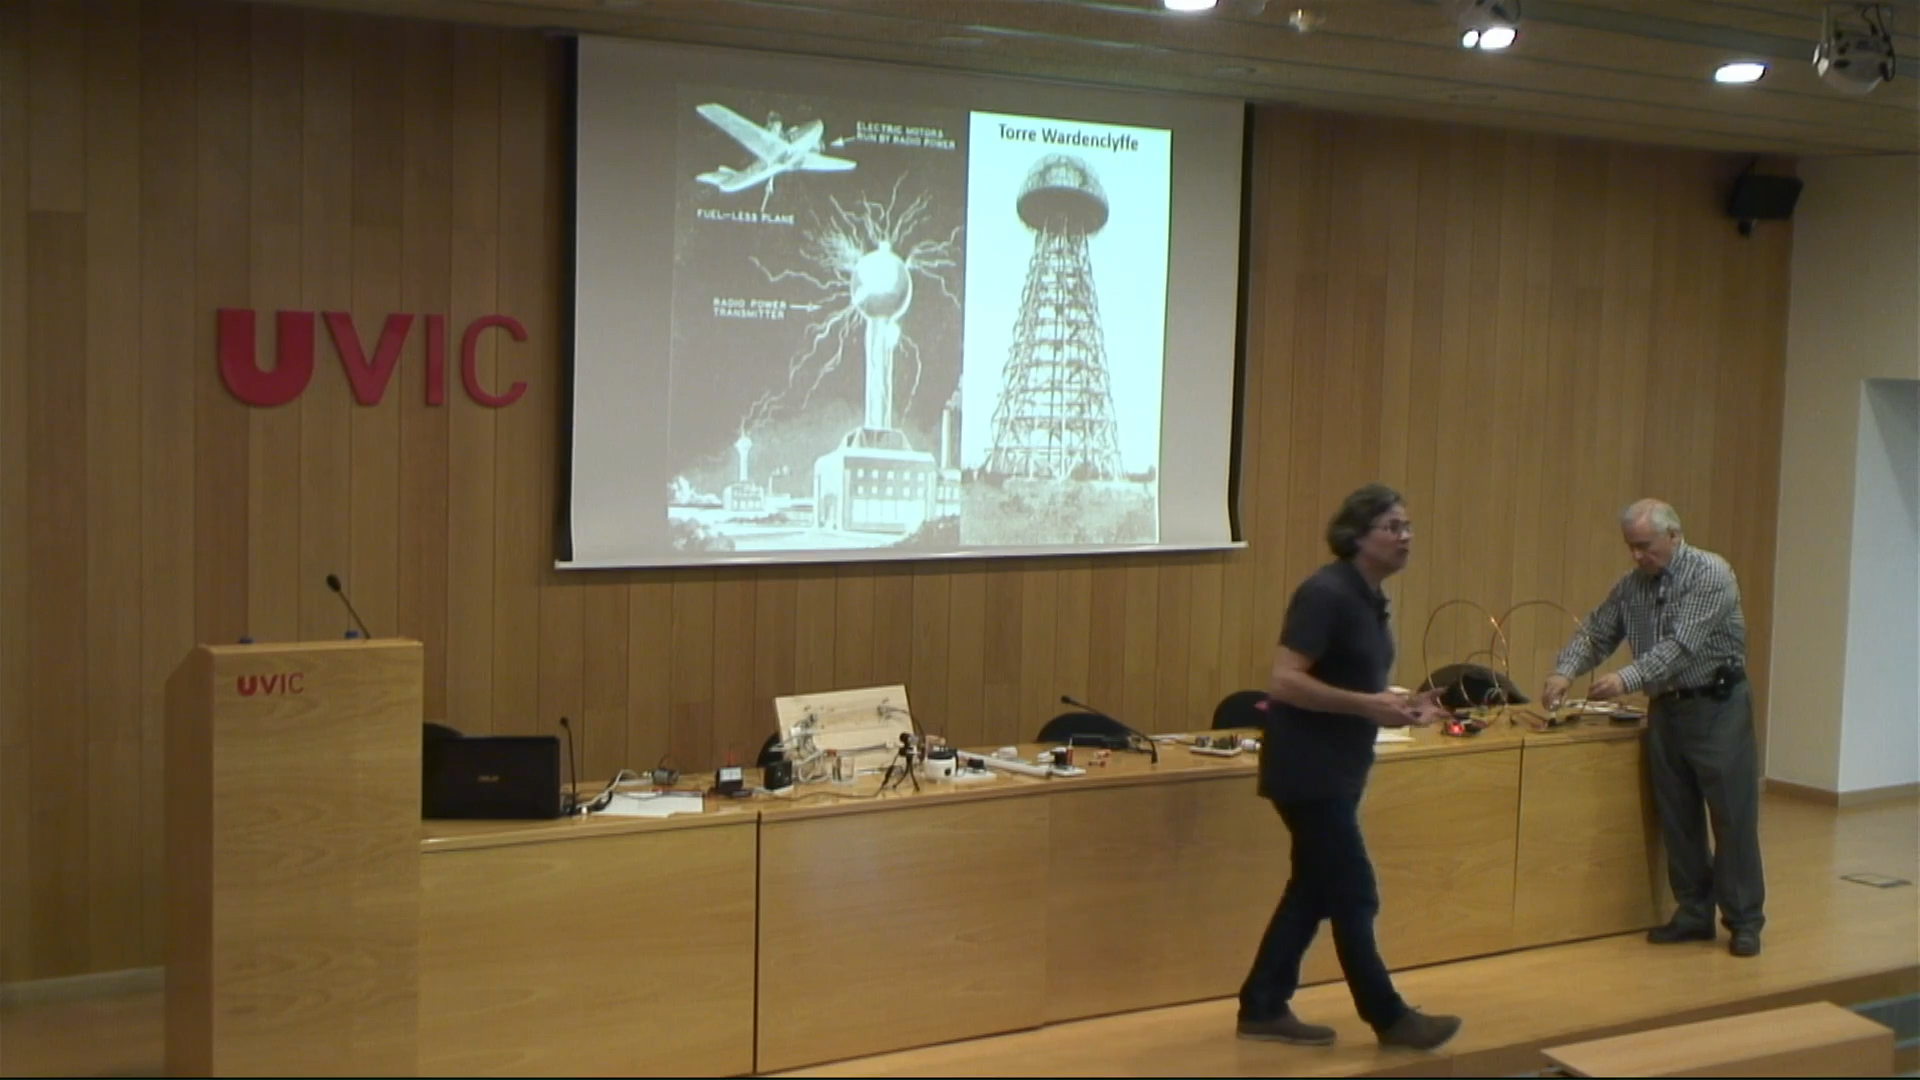 ELECTRIC MOTORS
RUN BY RADIO POWER
FUEL-LESS PLANE
RADIO POWER
TRANSMITTER
Torre Wardenclyffe
UVIC
UVIC